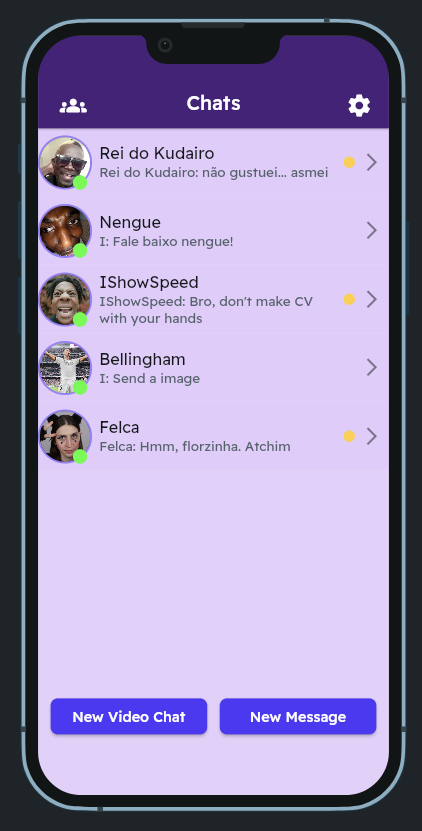 Chats
Rei do Kudairo
Rei do Kudairo: não gustuei... asmei
Nengue
I: Fale baixo nengue!
IShowSpeed
IShowSpeed: Bro, don't make CV
with your hands
Bellingham
I: Send a image
Felca
Felca: Hmm, florzinha. Atchim
New Video Chat
New Message